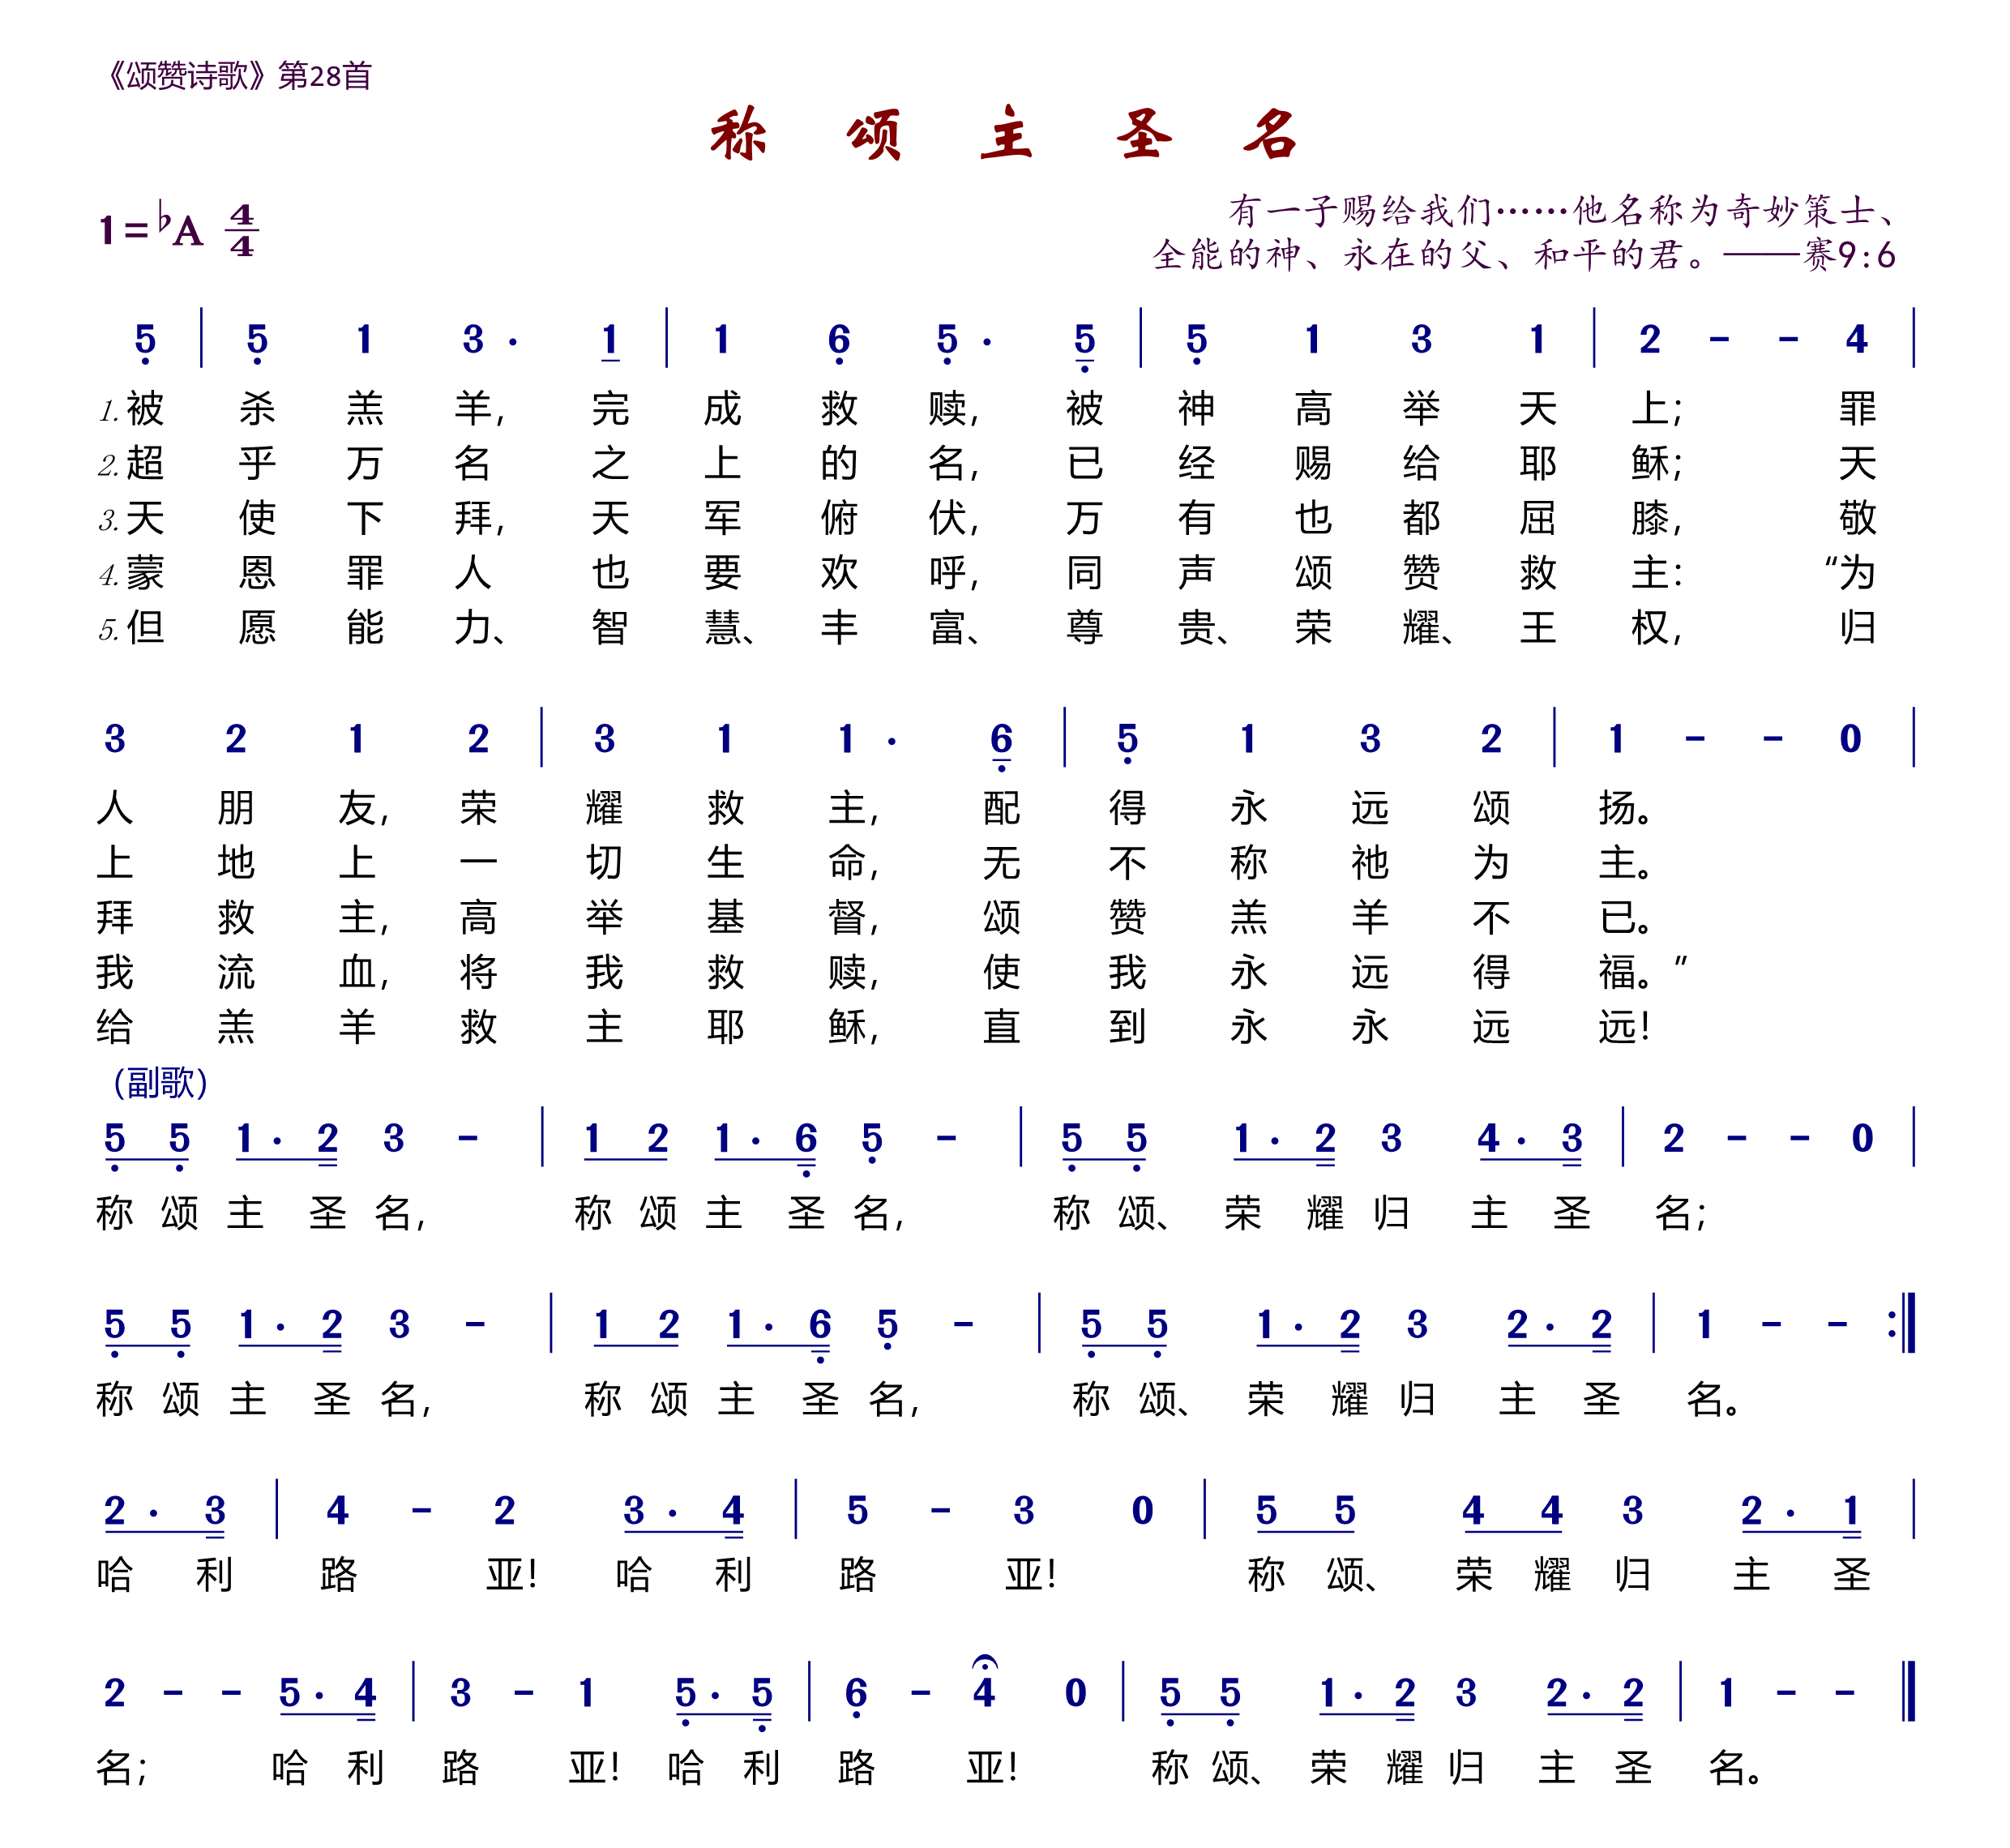 《颂赞诗歌》第28首
称颂主圣名
1=♭A 4/4
有一子赐给我们……他名称为奇妙策士、
全能的神、永在的父、和平的君。——赛9:6
5̣ | 5̣ 1 3 · 1 | 1 6̣ 5̣ · 5̣ | 5̣ 1 3 1 | 2 - - 4 |
1.被杀羔羊，完成救赎，被神高举天上；罪
2.超乎万名之上的名，已经赐给耶稣；天
3.天使下拜，天军俯伏，万有也都屈膝，敬
4.蒙恩罪人也要欢呼，同声颂赞救主：“为
5.但愿能力、智慧、丰富、尊贵、荣耀、王权，归
3 2 1 2 | 3 1 1 · 6̣ | 5̣ 1 3 2 | 1 - - 0 |
人朋友，荣耀救主，配得永远颂扬。
上地上一切生命，无不称祂为主。
拜救主，高举基督，颂赞羔羊不已。
我流血，将我救赎，使我永远得福。”
给羔羊救主耶稣，直到永永远远！
（副歌）
5̣ 5̣ 1 · 2 3 - | 1 2 1 · 6̣ 5̣ - | 5̣ 5̣ 1 · 2 3 4 · 3 | 2 - - 0 |
称颂主圣名，称颂主圣名，称颂、荣耀归主圣名；
5̣ 5̣ 1 · 2 3 - | 1 2 1 · 6̣ 5̣ - | 5̣ 5̣ 1 · 2 3 2 · 2 | 1 - - :|
称颂主圣名，称颂主圣名，称颂、荣耀归主圣名。
2 · 3 | 4 - 2 3 · 4 | 5 - 3 0 | 5 5 4 4 3 2 · 1 |
哈利路亚！哈利路亚！称颂、荣耀归主圣
2 - - 5 · 4 | 3 - 1 5̣ · 5̣ | 6̣ - 4 0 | 5̣ 5̣ 1 · 2 3 2 · 2 | 1 - - ‖
名；哈利路亚！哈利路亚！称颂、荣耀归主圣名。